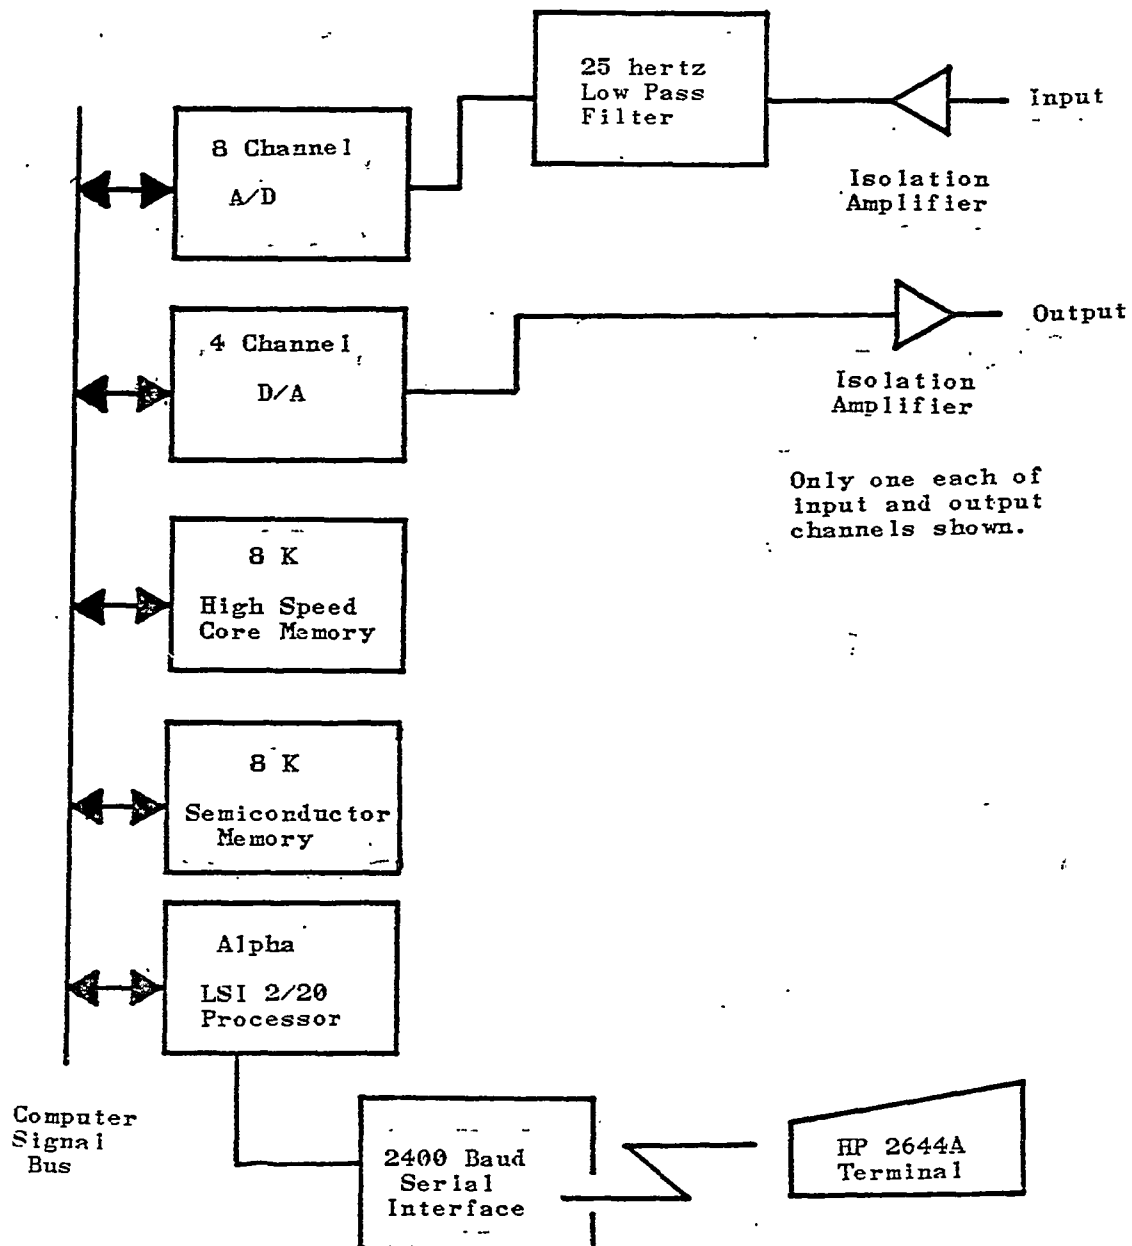 25 hertz
Low Pass
Filter
Input
8 Channel
A/D
Isolation
Amplifier
4 Channel
D/A
Output
Isolation
Amplifier
Only one each of
input and output
channels shown.
8 K
High Speed
Core Memory
8 K
Semiconductor
Memory
Alpha
LSI 2/20
Processor
Computer
Signal
Bus
2400 Baud
Serial
Interface
HP 2644A
Terminal